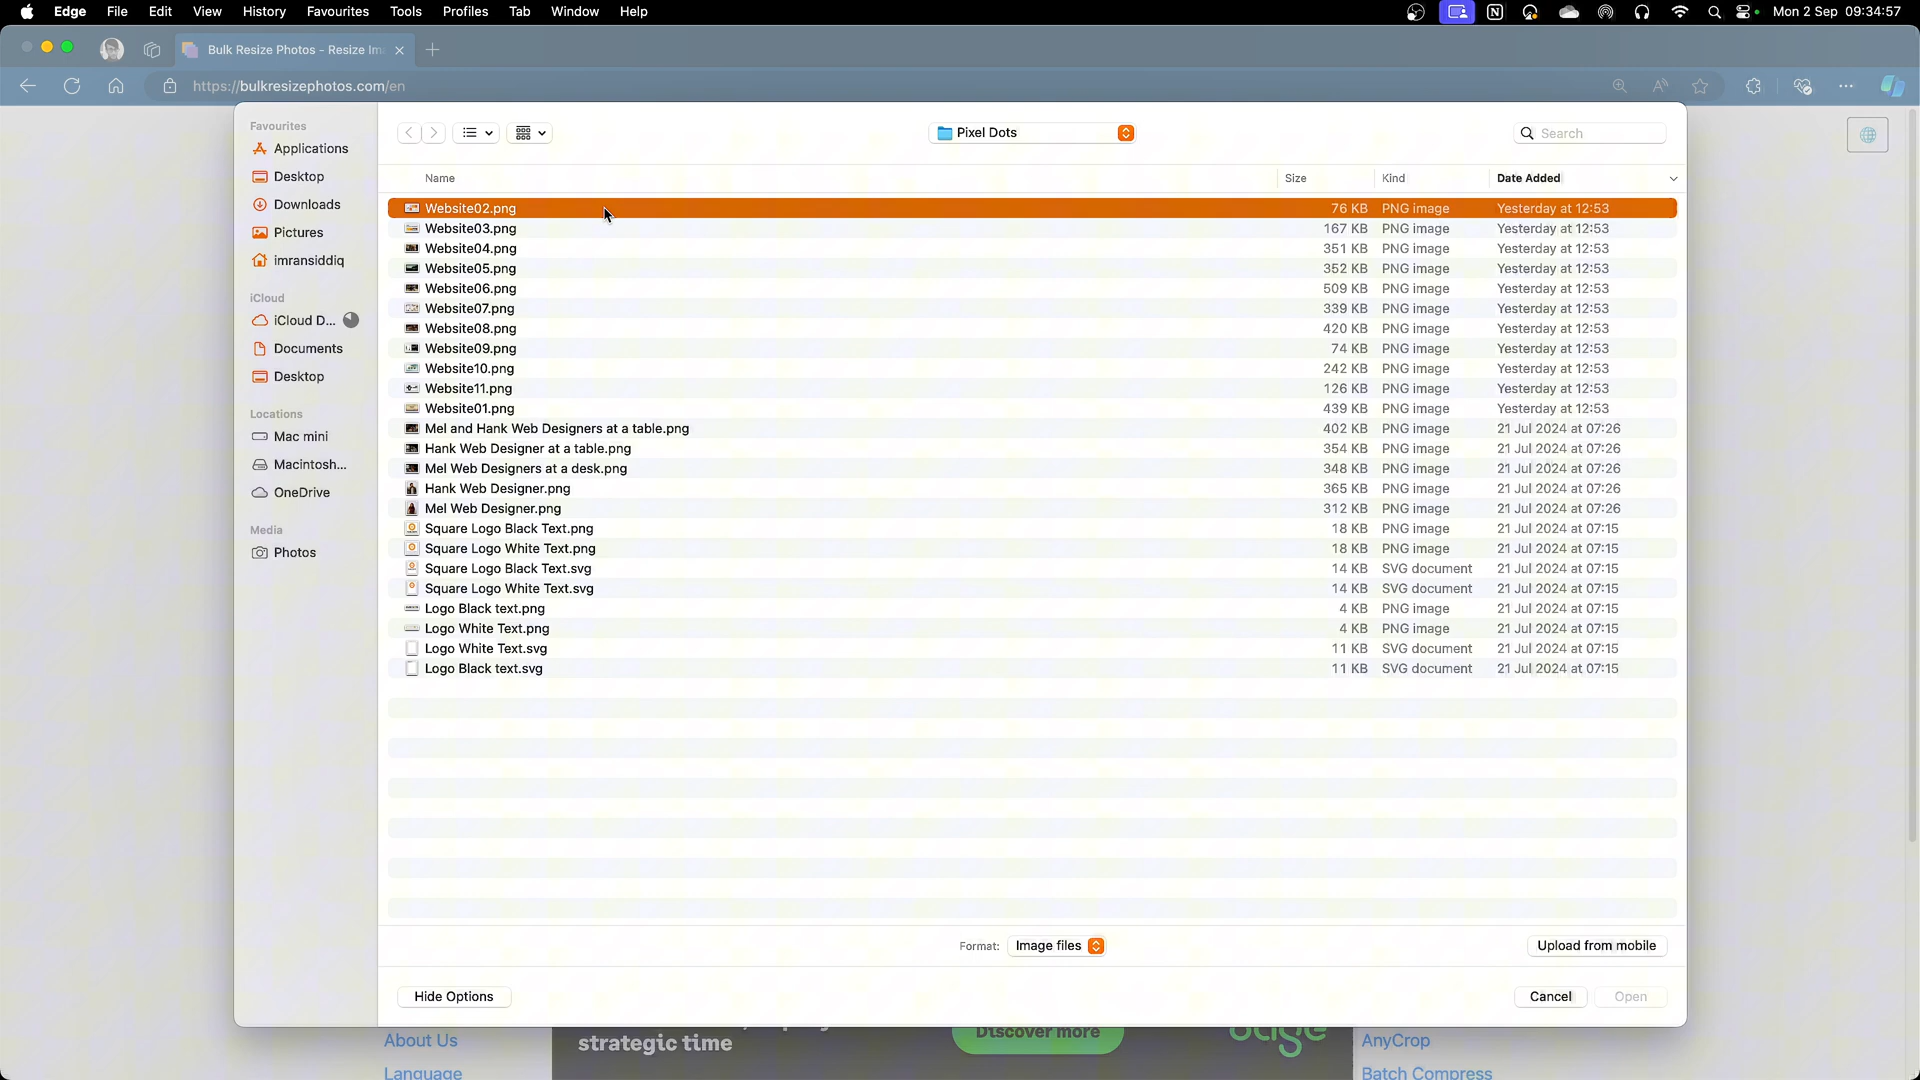 Edge File Edit View History Favourites Tools Profiles Tab Window Help Mon 2 Sep 09:34:57
Bulk Resize Photos - Resize Im
https://bulkresizephotos.com/en
Favourites
Applications
Desktop
Downloads
Pictures
imransiddiq
iCloud
iCloud D...
Documents
Desktop
Locations
Mac mini
Macintosh...
OneDrive
Media
Photos
Pixel Dots
Search
Name Size Kind Date Added
Website02.png 76 KB PNG image Yesterday at 12:53
Website03.png 167 KB PNG image Yesterday at 12:53
Website04.png 351 KB PNG image Yesterday at 12:53
Website05.png 352 KB PNG image Yesterday at 12:53
Website06.png 509 KB PNG image Yesterday at 12:53
Website07.png 339 KB PNG image Yesterday at 12:53
Website08.png 420 KB PNG image Yesterday at 12:53
Website09.png 74 KB PNG image Yesterday at 12:53
Website10.png 242 KB PNG image Yesterday at 12:53
Website11.png 126 KB PNG image Yesterday at 12:53
Website01.png 439 KB PNG image Yesterday at 12:53
Mel and Hank Web Designers at a table.png 402 KB PNG image 21 Jul 2024 at 07:26
Hank Web Designer at a table.png 354 KB PNG image 21 Jul 2024 at 07:26
Mel Web Designers at a desk.png 348 KB PNG image 21 Jul 2024 at 07:26
Hank Web Designer.png 365 KB PNG image 21 Jul 2024 at 07:26
Mel Web Designer.png 312 KB PNG image 21 Jul 2024 at 07:26
Square Logo Black Text.png 18 KB PNG image 21 Jul 2024 at 07:15
Square Logo White Text.png 18 KB PNG image 21 Jul 2024 at 07:15
Square Logo Black Text.svg 14 KB SVG document 21 Jul 2024 at 07:15
Square Logo White Text.svg 14 KB SVG document 21 Jul 2024 at 07:15
Logo Black text.png 4 KB PNG image 21 Jul 2024 at 07:15
Logo White Text.png 4 KB PNG image 21 Jul 2024 at 07:15
Logo White Text.svg 11 KB SVG document 21 Jul 2024 at 07:15
Logo Black text.svg 11 KB SVG document 21 Jul 2024 at 07:15
Format: Image files
Upload from mobile
Hide Options
Cancel Open
About Us
Language
strategic time
Discover more
AnyCrop
Batch Compress